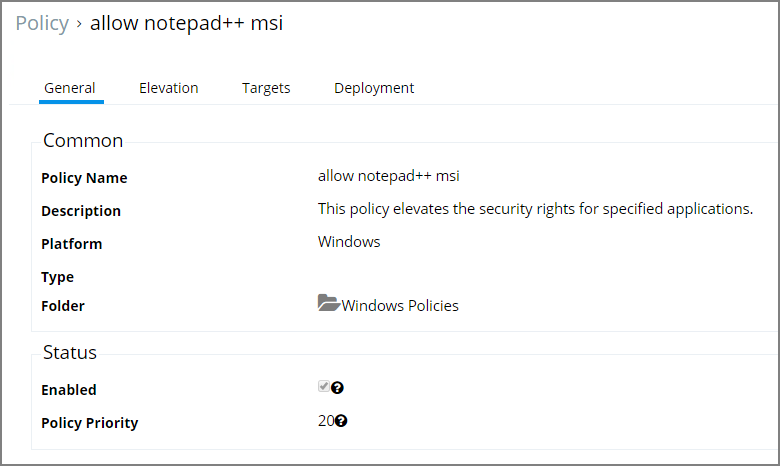 Policy › allow notepad++ msi
General Elevation Targets Deployment
Common
Policy Name allow notepad++ msi
Description This policy elevates the security rights for specified applications.
Platform Windows
Type
Folder Windows Policies
Status
Enabled ?
Policy Priority 20 ?